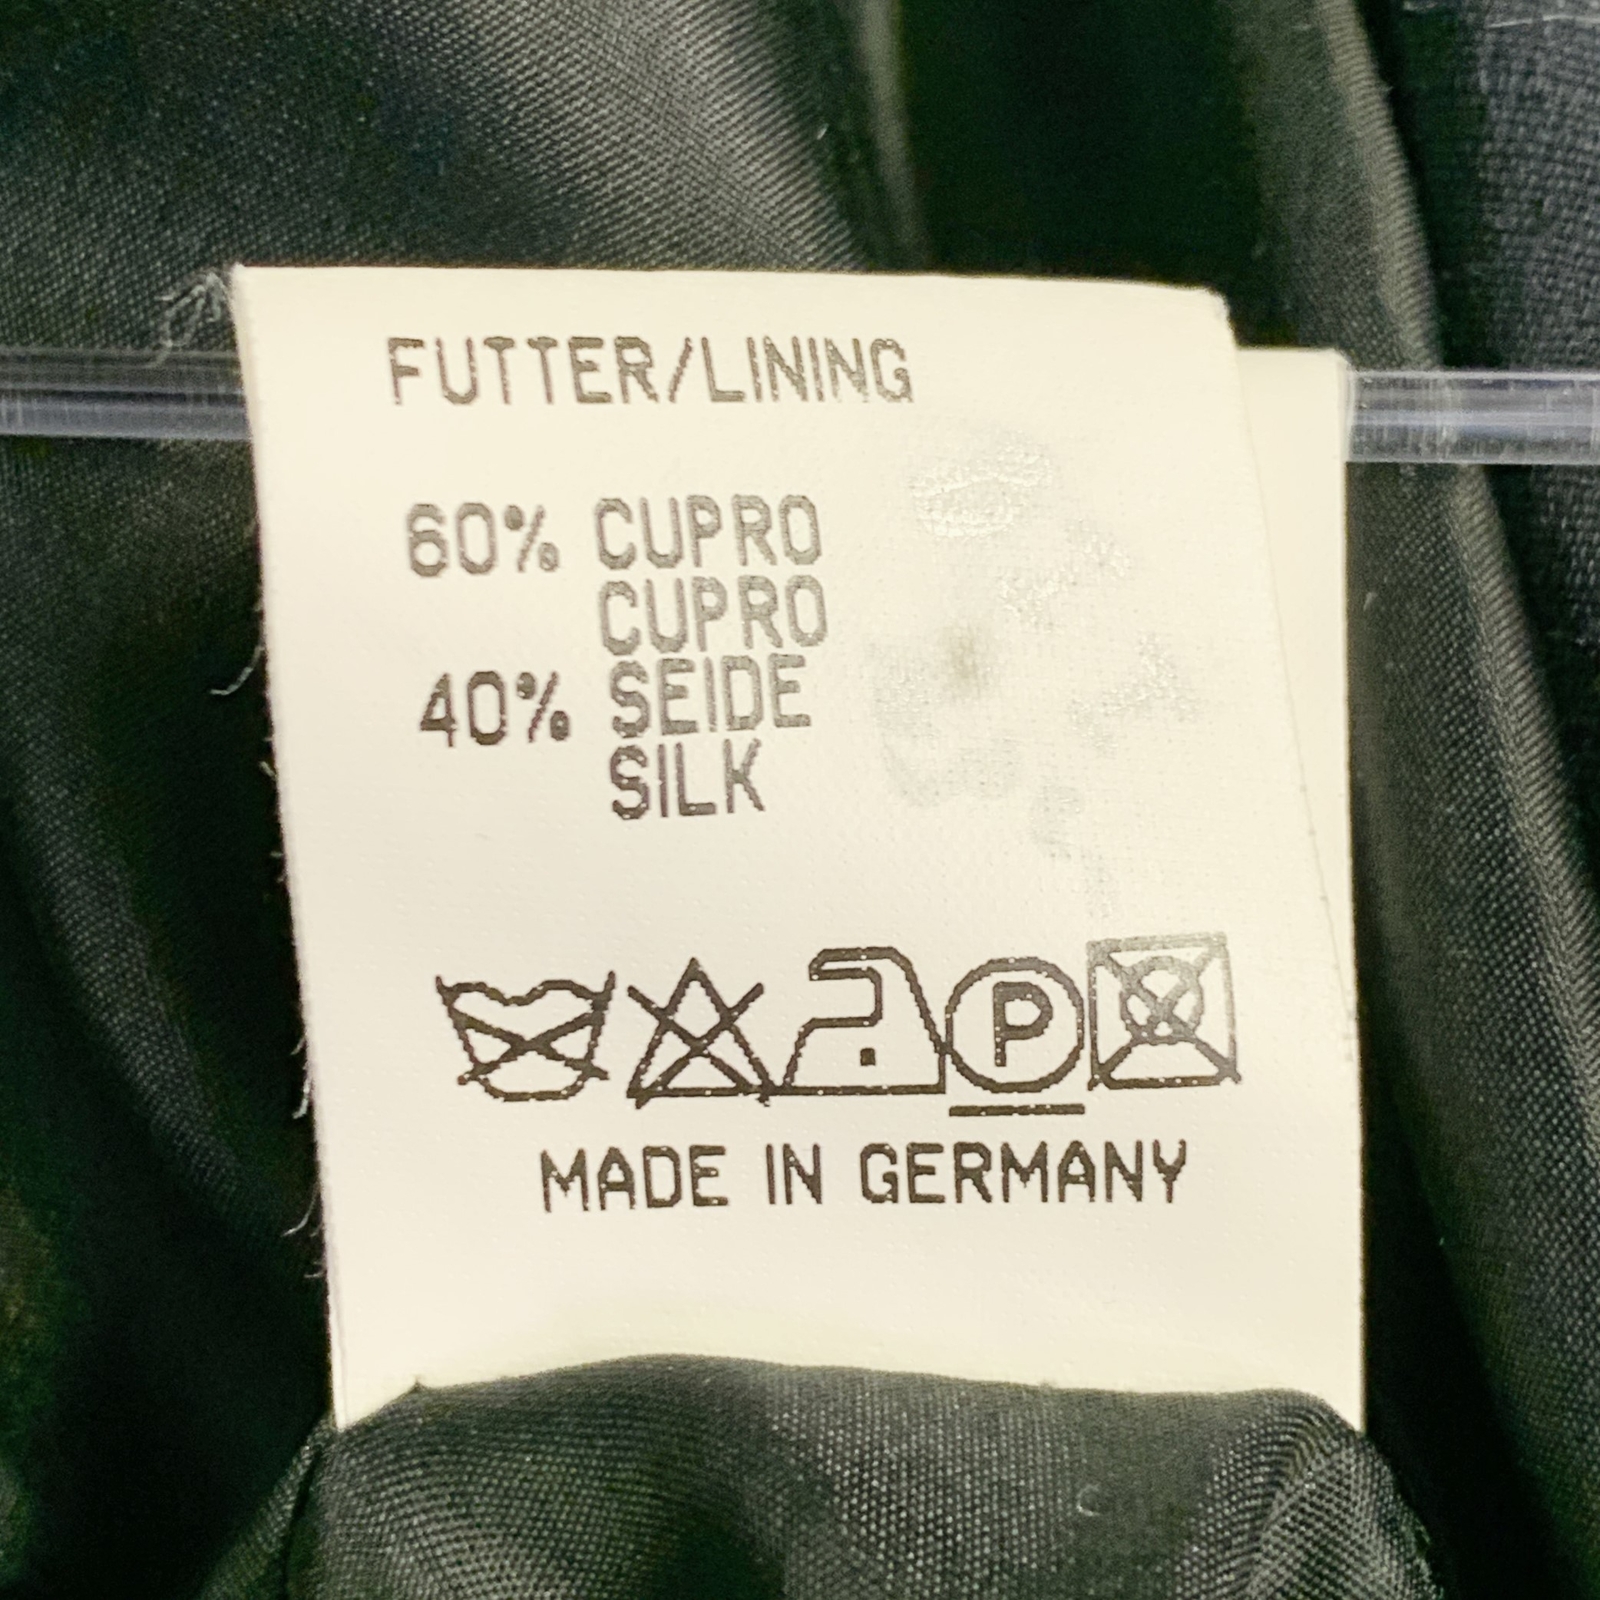 FUTTER/LINING
60% CUPRO
CUPRO
40% SEIDE
SILK
P
MADE IN GERMANY